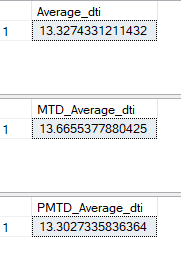 Average_dti
1 13.3274331211432
MTD_Average_dti
1 13.6655377880425
PMTD_Average_dti
1 13.3027335836364